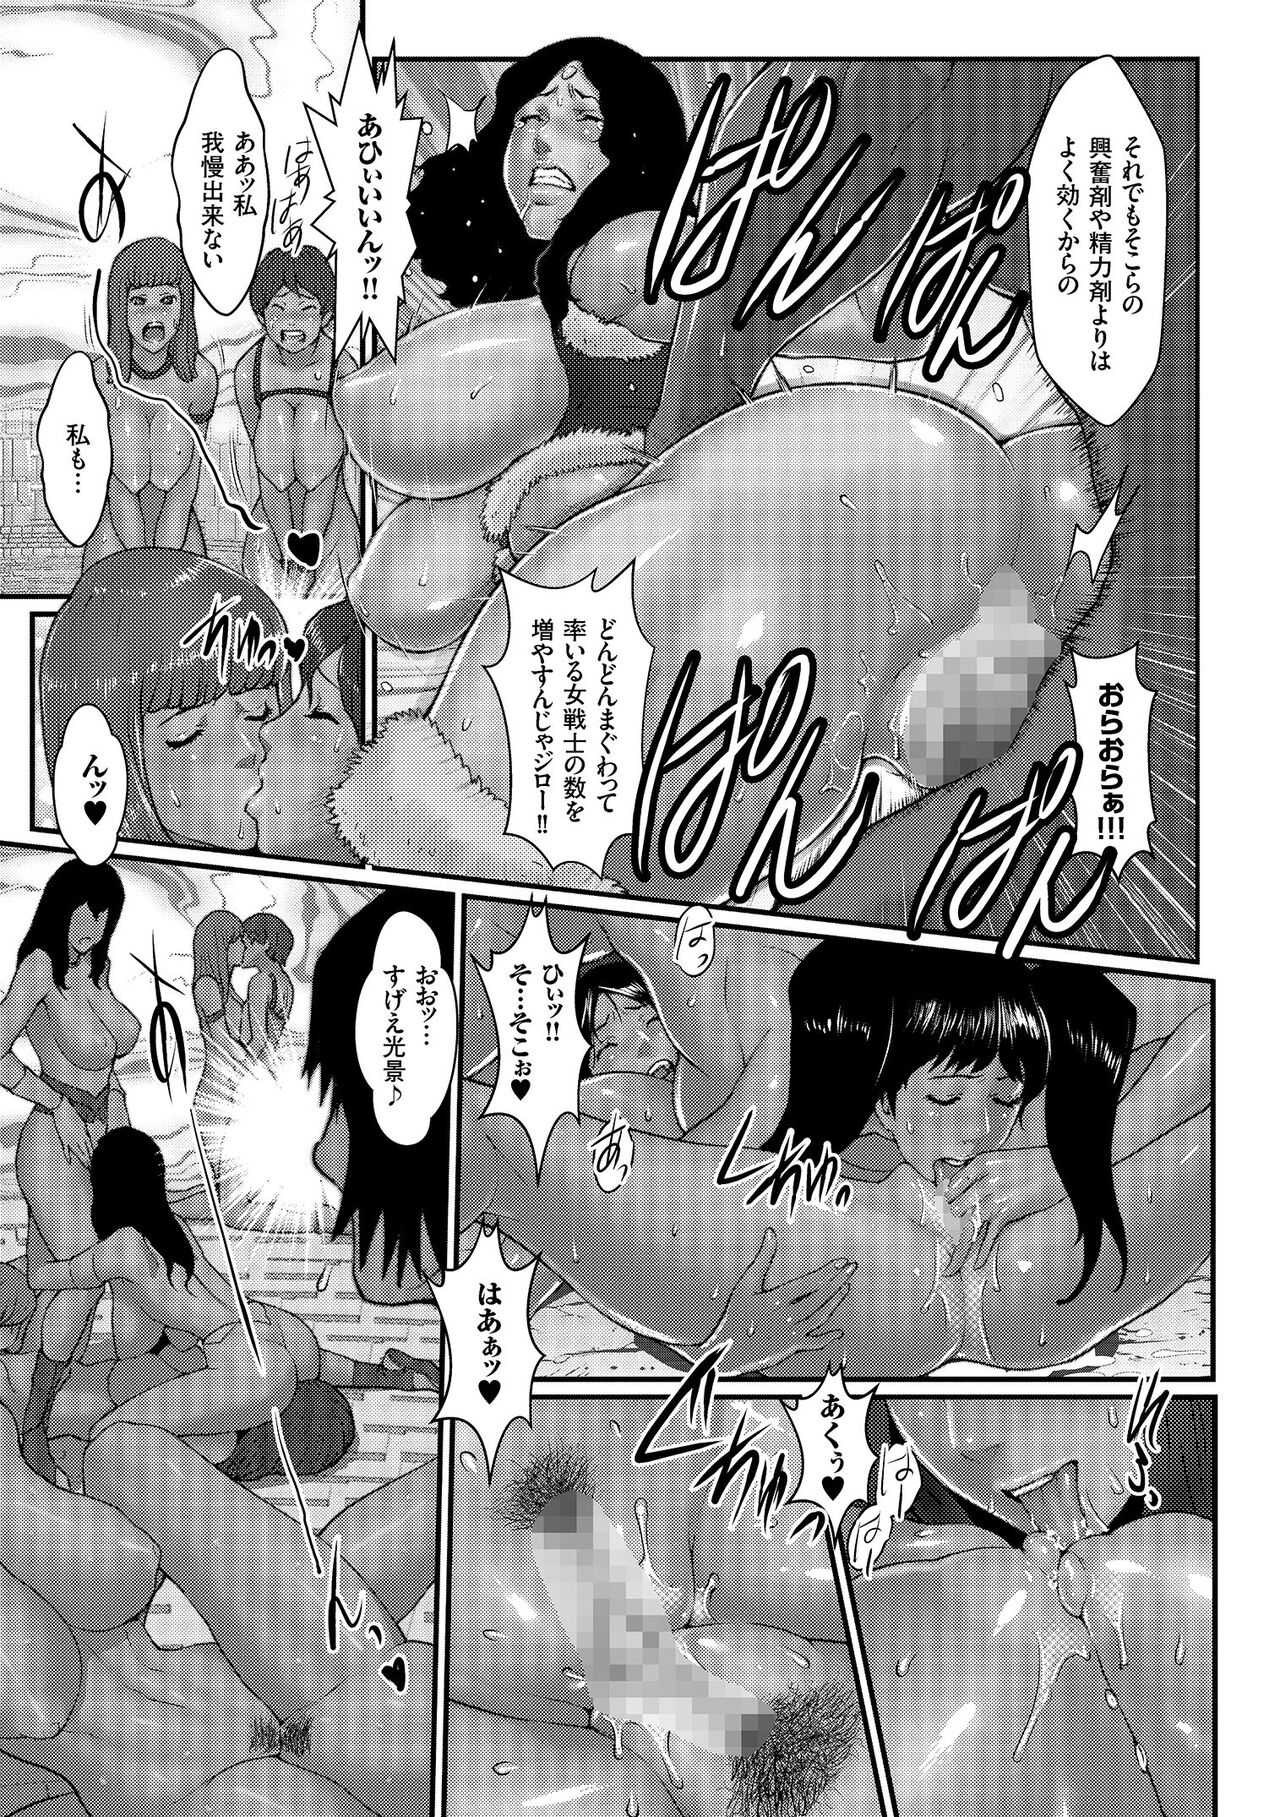 それでもそこらの
興奮剤や精力剤よりは
よく効くからの
ぱん
ぱん
あひぃいいんッ!!
おらおらぁ!!!
どんどんまぐわって
率いる女戦士の数を
増やすんじゃジロー!!
ぱん
ぱん
はぁ
はぁ
ああッ私
我慢出来ない
あ
私も…
ちゅっ♥
んッ♥
はっ
ひぃッ!!
そ…そこぉ♥
あっ
くちゅっ
おおッ…
すげえ光景♪
あ
ん
はあぁッ♥
ぐちゅっ
あくぅ♥
は
は